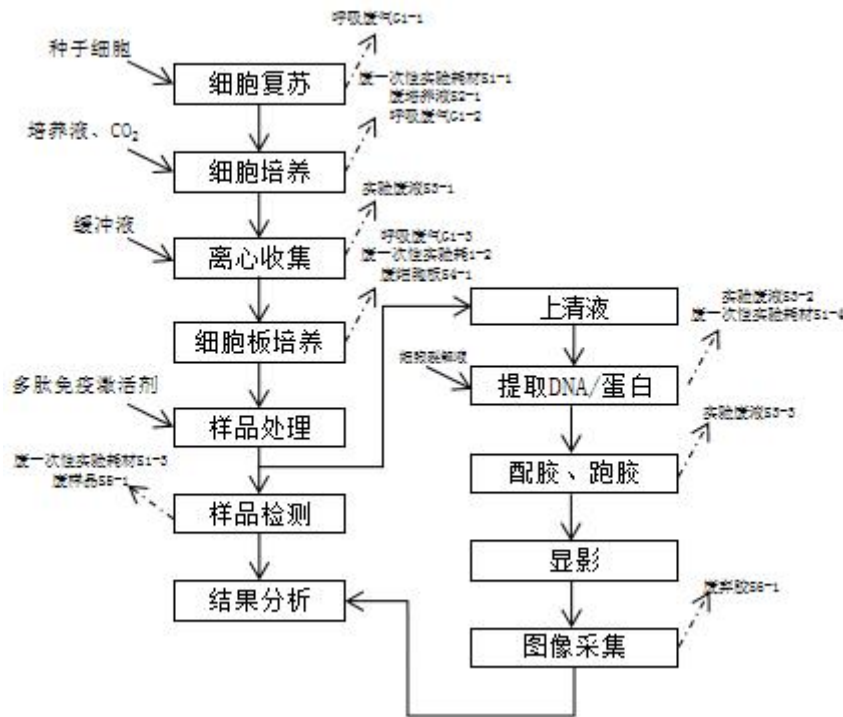 呼吸废气G1-1
种子细胞
细胞复苏
废一次性实验耗材S1-1
废培养液S2-1
呼吸废气G1-2
培养液、CO₂
细胞培养
实验废液S3-1
缓冲液
离心收集
呼吸废气G1-3
废一次性实验耗1-2
废细胞板S4-1
上清液
实验废液S3-2
废一次性实验耗材S1-4
细胞板培养
细胞裂解液
提取DNA/蛋白
多肽免疫激活剂
样品处理
实验废液S3-3
配胶、跑胶
废一次性实验耗材S1-3
废样品S5-1
样品检测
显影
结果分析
废弃胶S6-1
图像采集